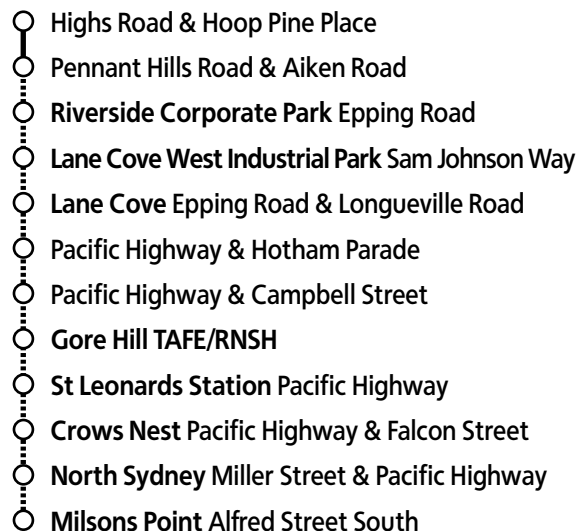 Highs Road & Hoop Pine Place
Pennant Hills Road & Aiken Road
Riverside Corporate Park Epping Road
Lane Cove West Industrial Park Sam Johnson Way
Lane Cove Epping Road & Longueville Road
Pacific Highway & Hotham Parade
Pacific Highway & Campbell Street
Gore Hill TAFE/RNSH
St Leonards Station Pacific Highway
Crows Nest Pacific Highway & Falcon Street
North Sydney Miller Street & Pacific Highway
Milsons Point Alfred Street South